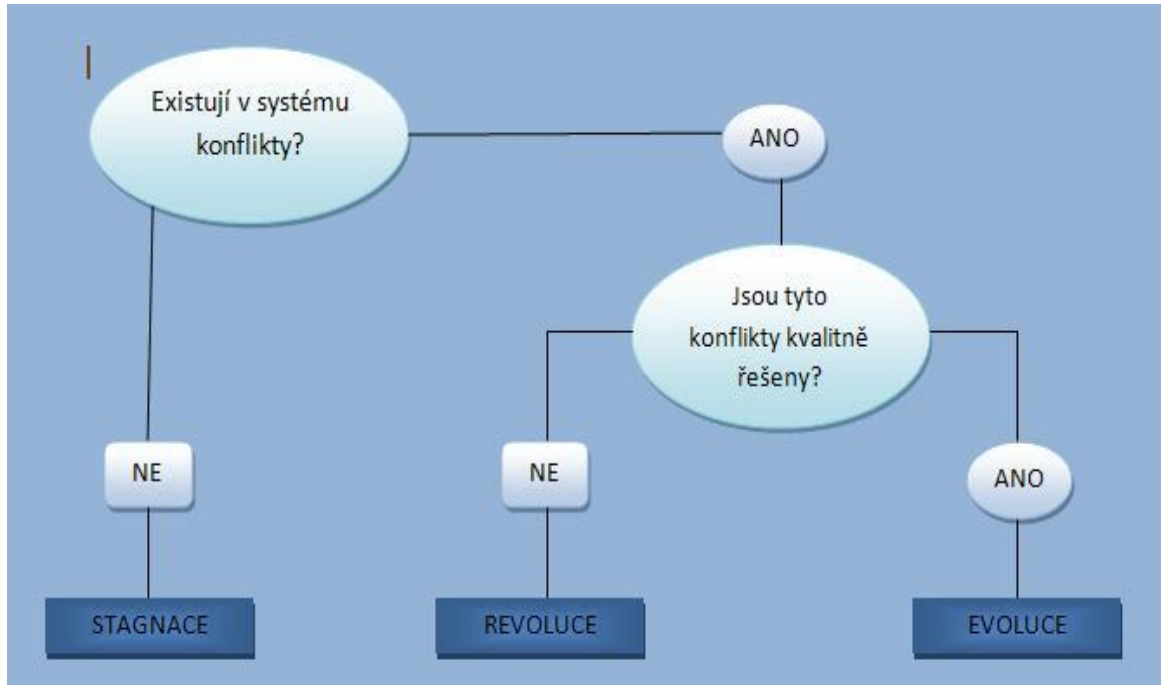 Existují v systému
konflikty?
ANO
Jsou tyto
konflikty kvalitně
řešeny?
NE
NE
ANO
STAGNACE
REVOLUCE
EVOLUCE